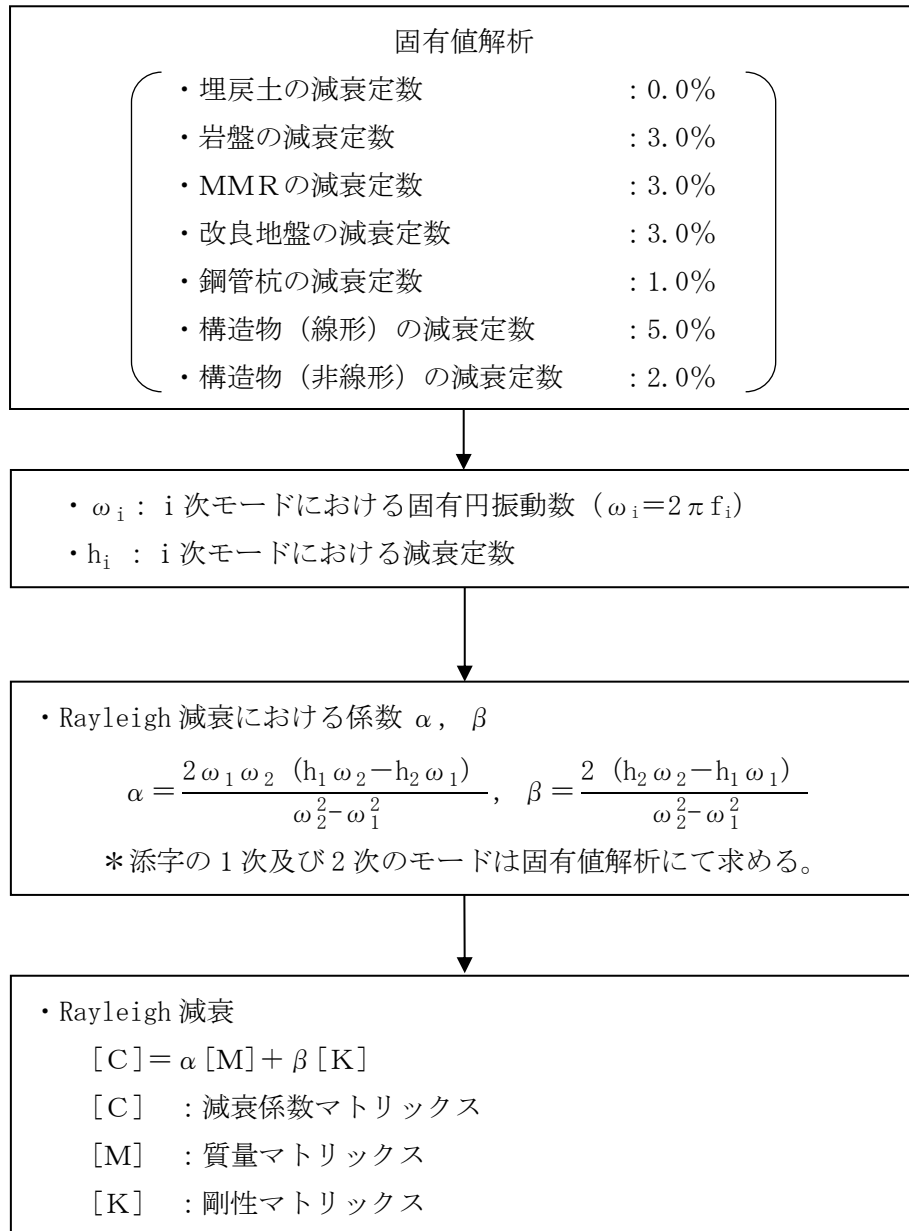 固有値解析
・埋戻土の減衰定数 :0.0%
・岩盤の減衰定数 :3.0%
・MMRの減衰定数 :3.0%
・改良地盤の減衰定数 :3.0%
・鋼管杭の減衰定数 :1.0%
・構造物(線形)の減衰定数 :5.0%
・構造物(非線形)の減衰定数 :2.0%
・ω_i: i次モードにおける固有円振動数(ω_i=2πf_i)
・h_i : i次モードにおける減衰定数
・Rayleigh減衰における係数 α, β
α=2ω_1ω_2 (h_1ω_2-h_2ω_1)/(ω_2^2-ω_1^2), β=2 (h_2ω_2-h_1ω_1)/(ω_2^2-ω_1^2)
*添字の1次及び2次のモードは固有値解析にて求める。
・Rayleigh減衰
[C]=α[M]+β[K]
[C] :減衰係数マトリックス
[M] :質量マトリックス
[K] :剛性マトリックス